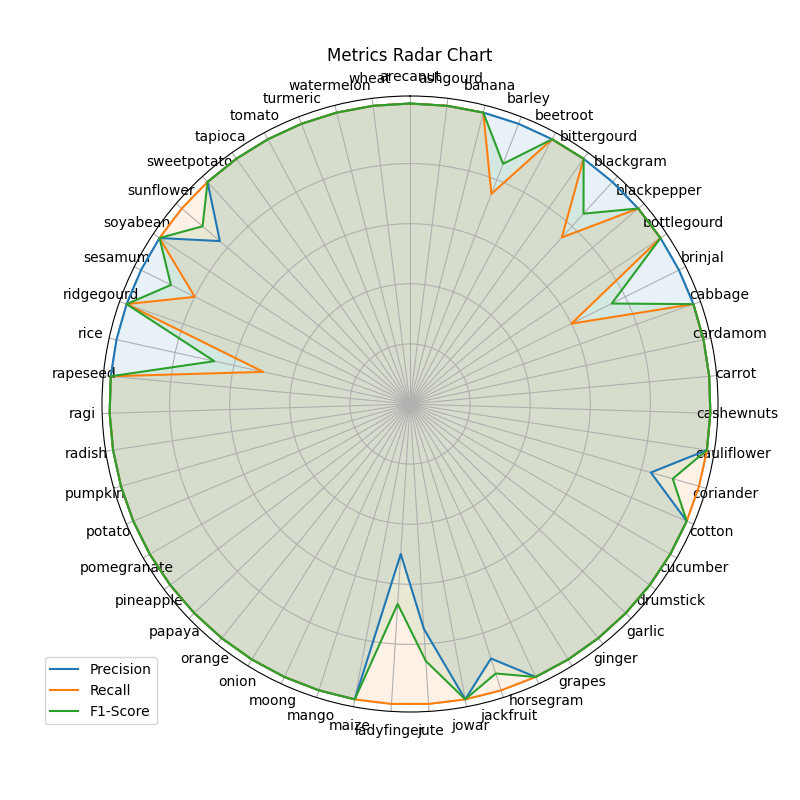 Metrics Radar Chart
arecanut
ashgourd
banana
barley
beetroot
bittergourd
blackgram
blackpepper
bottlegourd
brinjal
cabbage
cardamom
carrot
cashewnuts
cauliflower
coriander
cotton
cucumber
drumstick
garlic
ginger
grapes
horsegram
jackfruit
jowar
jute
ladyfinger
maize
mango
moong
onion
orange
papaya
pineapple
pomegranate
potato
pumpkin
radish
ragi
rapeseed
rice
ridgegourd
sesamum
soyabean
sunflower
sweetpotato
tapioca
tomato
turmeric
watermelon
wheat
Precision
Recall
F1-Score